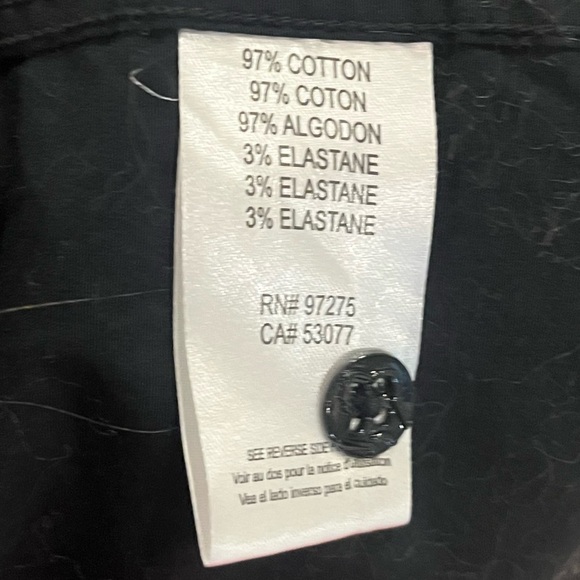 97% COTTON
97% COTON
97% ALGODON
3% ELASTANE
3% ELASTANE
3% ELASTANE
RN# 97275
CA# 53077
SEE REVERSE SIDE
Voir au dos pour la notice
Vea el lado inverso para el cuidado